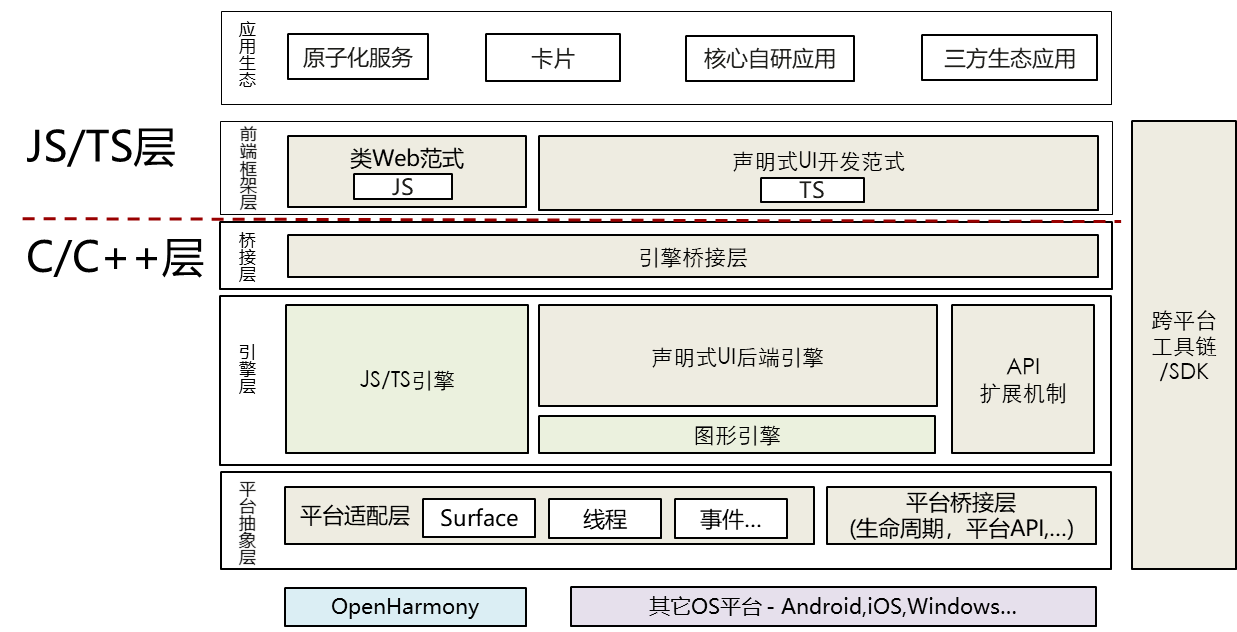 应用生态
原子化服务
卡片
核心自研应用
三方生态应用
JS/TS层
前端框架层
类Web范式
JS
声明式UI开发范式
TS
C/C++层
桥接层
引擎桥接层
引擎层
JS/TS引擎
声明式UI后端引擎
图形引擎
API
扩展机制
跨平台
工具链
/SDK
平台抽象层
平台适配层
Surface
线程
事件...
平台桥接层
(生命周期，平台API,...)
OpenHarmony
其它OS平台 - Android,iOS,Windows...